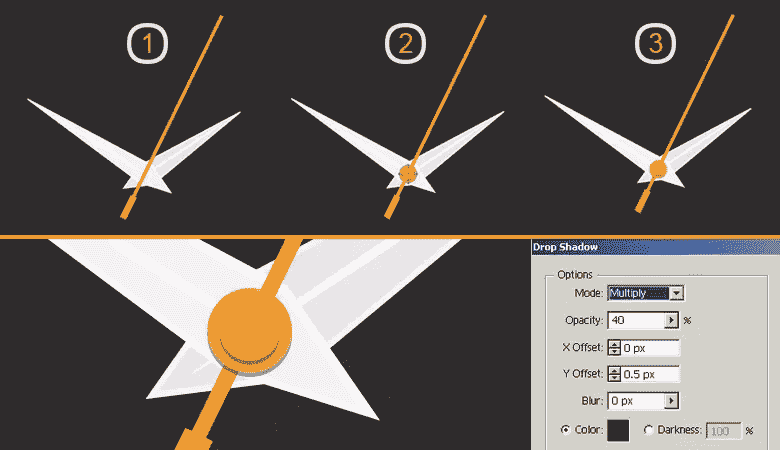 1
2
3
Drop Shadow
Options
Mode: Multiply
Opacity: 40 %
X Offset: 0 px
Y Offset: 0.5 px
Blur: 0 px
Color: Darkness: 100 %